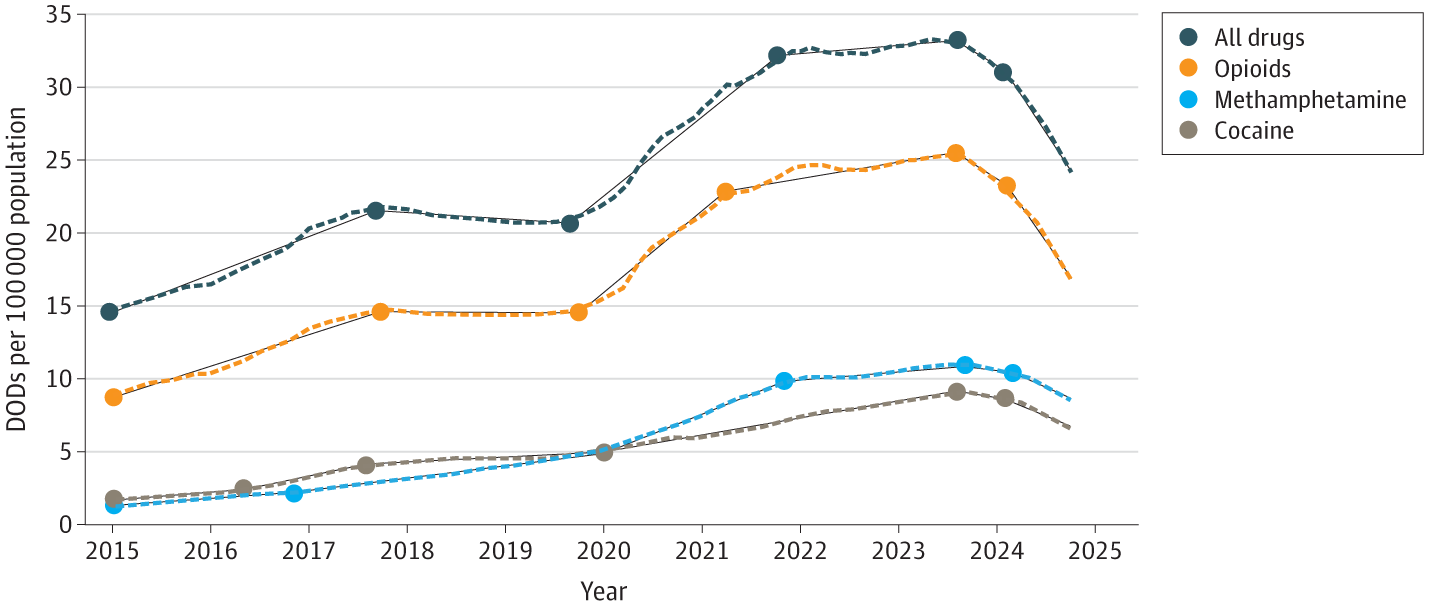 35
30
25
20
15
10
5
0
DODs per 100 000 population
2015 2016 2017 2018 2019 2020 2021 2022 2023 2024 2025
Year
All drugs
Opioids
Methamphetamine
Cocaine